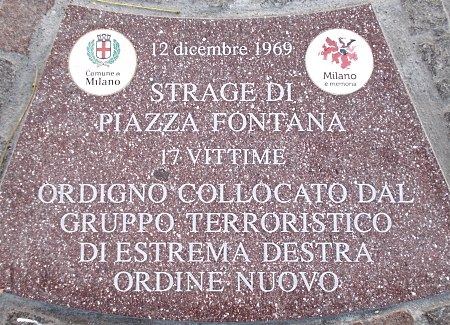 Comune di
Milano
12 dicembre 1969
Milano
è memoria
STRAGE DI
PIAZZA FONTANA
17 VITTIME
ORDIGNO COLLOCATO DAL
GRUPPO TERRORISTICO
DI ESTREMA DESTRA
ORDINE NUOVO